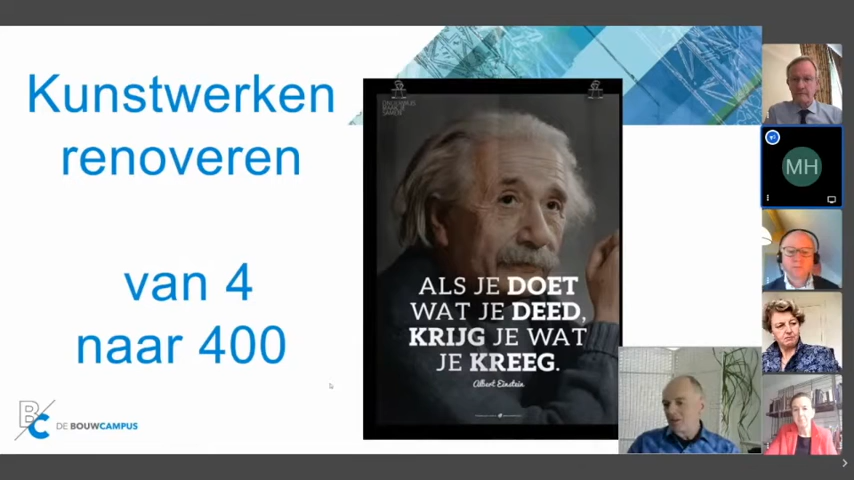 Kunstwerken
renoveren
van 4
naar 400
ALS JE DOET
WAT JE DEED,
KRIJG JE WAT
JE KREEG.
Albert Einstein
BC DE BOUWCAMPUS
MH